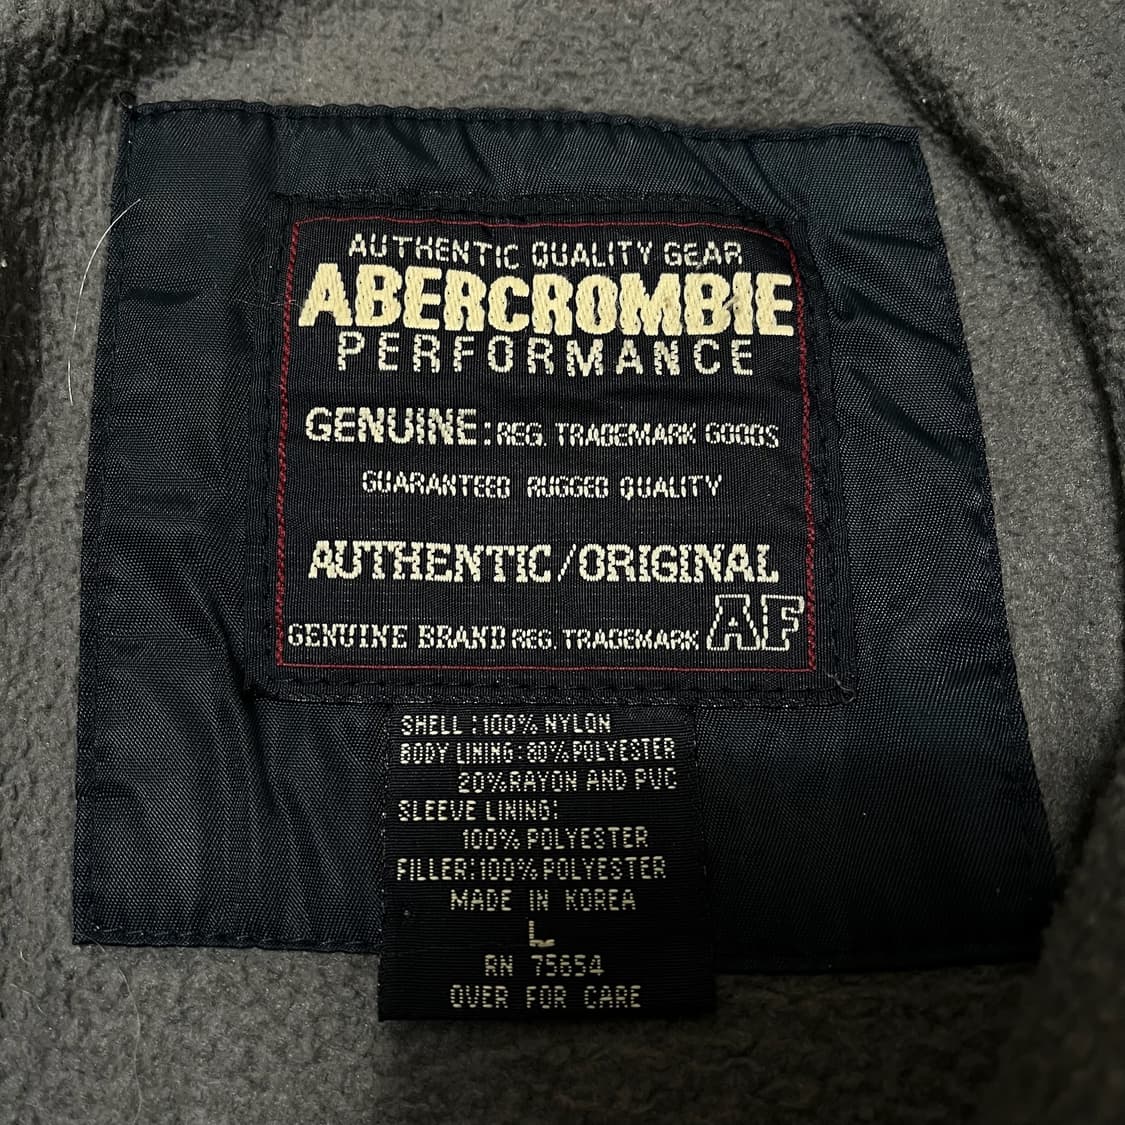 AUTHENTIC QUALITY GEAR
ABERCROMBIE
PERFORMANCE
GENUINE: REG. TRADEMARK GOODS
GUARANTEED RUGGED QUALITY
AUTHENTIC/ORIGINAL
GENUINE BRAND REG. TRADEMARK AF
SHELL:100% NYLON
BODY LINING:80% POLYESTER
20%RAYON AND PVC
SLEEVE LINING:
100% POLYESTER
FILLER:100% POLYESTER
MADE IN KOREA
L
RN 75654
OVER FOR CARE